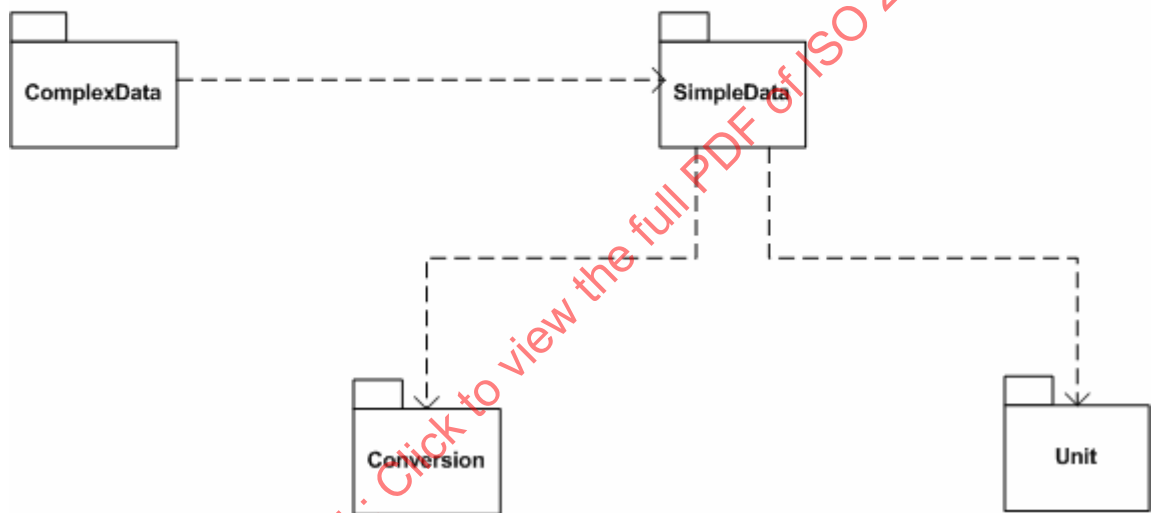 ComplexData
SimpleData
Conversion
Unit
: Click to view the full PDF of ISO